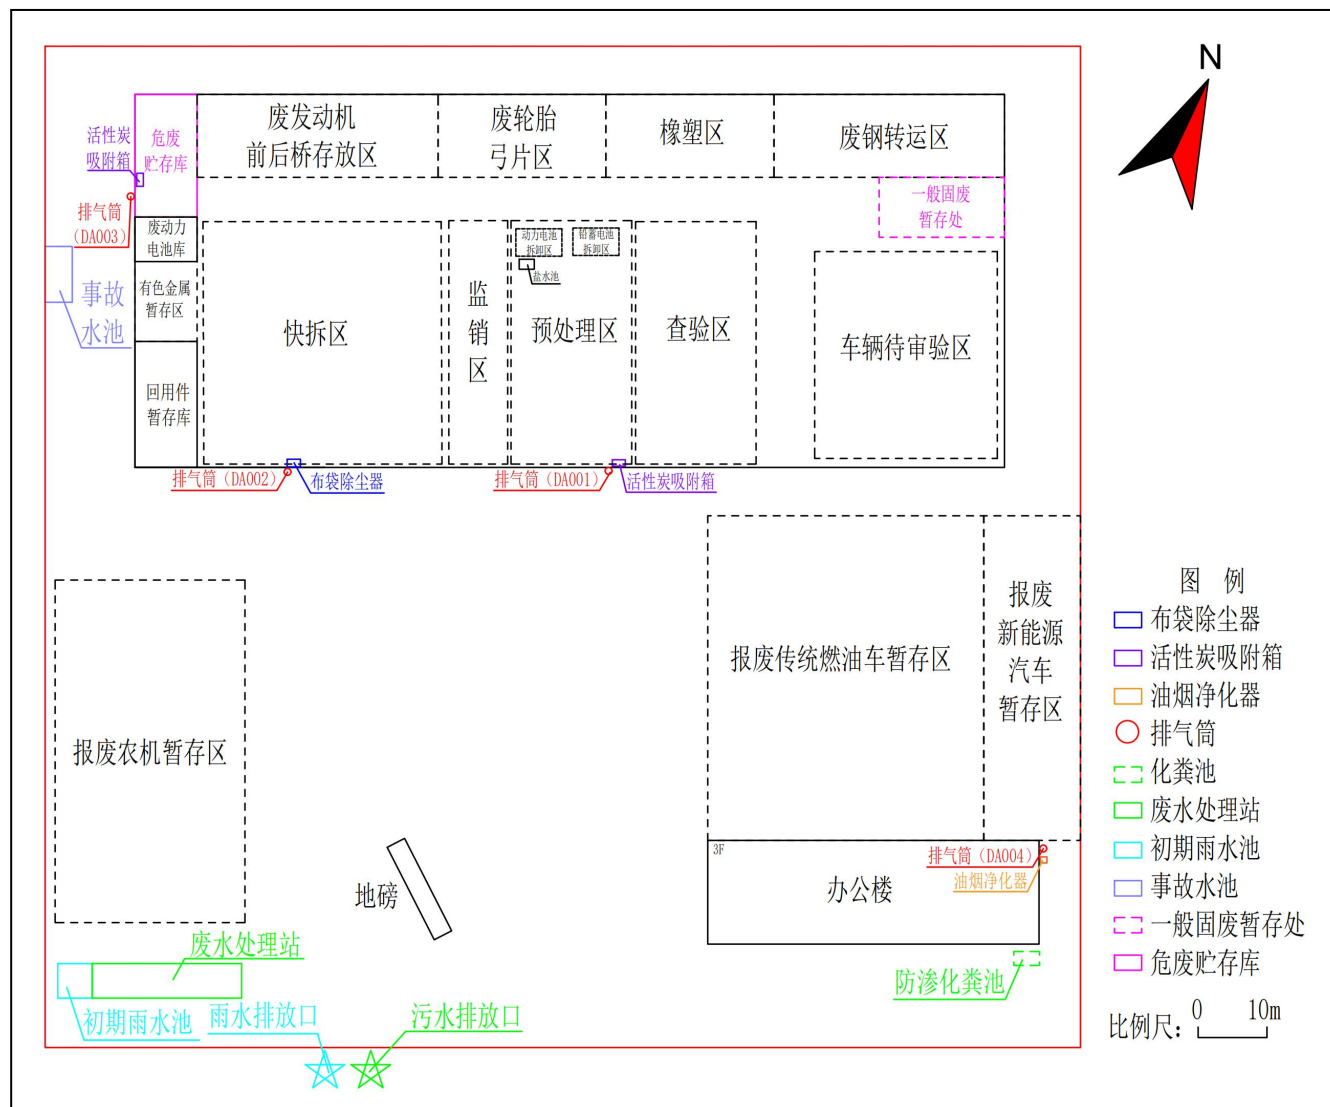 N
废发动机
前后桥存放区
废轮胎
弓片区
橡塑区
废钢转运区
活性炭
吸附箱
危废
贮存库
排气筒
(DA003)
一般固废
暂存处
废动力
电池库
动力电池
拆卸区
铅蓄电池
拆卸区
盐水池
事故
水池
有色金属
暂存区
快拆区
监
销
区
预处理区
查验区
车辆待审验区
回用件
暂存库
排气筒(DA002)
布袋除尘器
排气筒(DA001)
活性炭吸附箱
报废农机暂存区
报废传统燃油车暂存区
报废
新能源
汽车
暂存区
3F
排气筒(DA004)
油烟净化器
办公楼
地磅
废水处理站
初期雨水池
雨水排放口
污水排放口
防渗化粪池
图 例
布袋除尘器
活性炭吸附箱
油烟净化器
排气筒
化粪池
废水处理站
初期雨水池
事故水池
一般固废暂存处
危废贮存库
比例尺: 0 10m